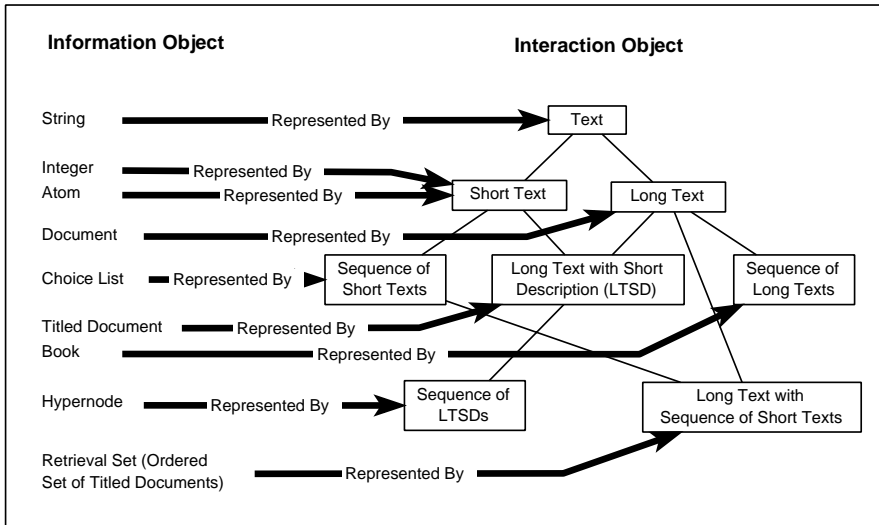 Information Object
Interaction Object
String Represented By Text
Integer Represented By
Atom Represented By Short Text
Long Text
Document Represented By
Choice List Represented By Sequence of
Short Texts
Long Text with Short
Description (LTSD)
Sequence of
Long Texts
Titled Document Represented By
Book Represented By
Hypernode Represented By Sequence of
LTSDs
Long Text with
Sequence of Short Texts
Retrieval Set (Ordered
Set of Titled Documents) Represented By